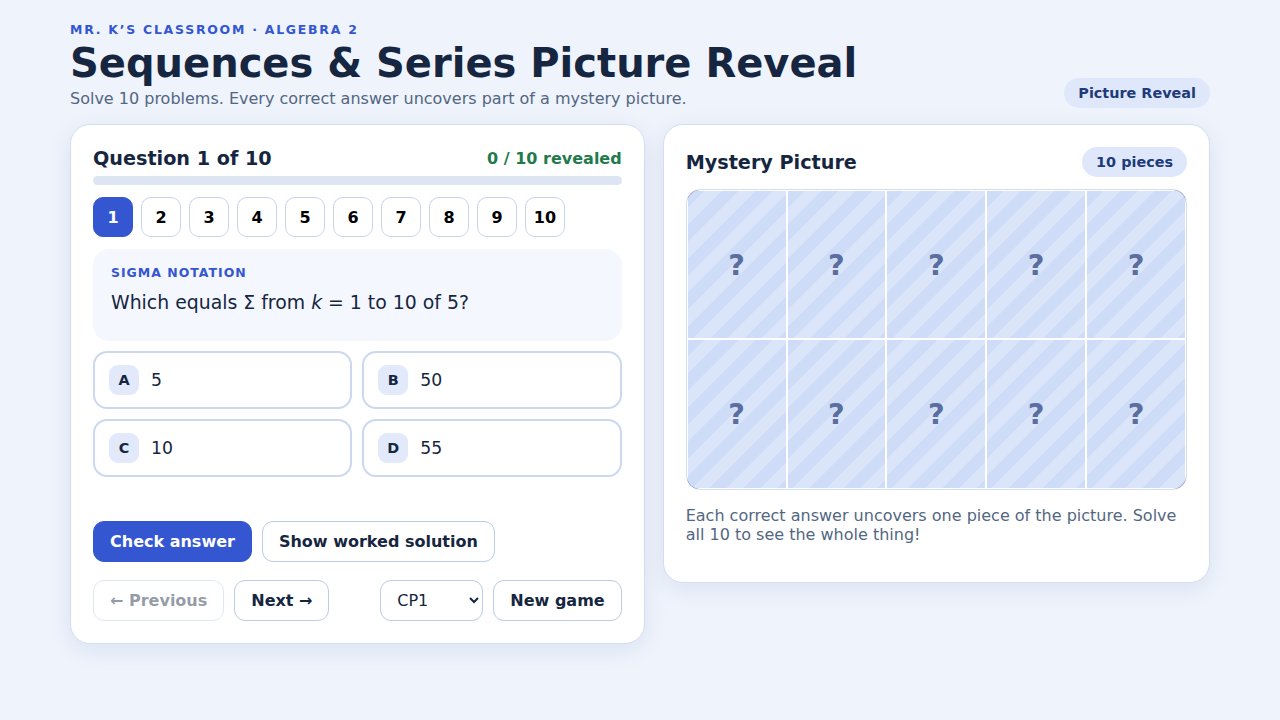 MR. K’S CLASSROOM · ALGEBRA 2
Sequences & Series Picture Reveal
Solve 10 problems. Every correct answer uncovers part of a mystery picture.
Picture Reveal
Question 1 of 10
0 / 10 revealed
1 2 3 4 5 6 7 8 9 10
SIGMA NOTATION
Which equals Σ from k = 1 to 10 of 5?
A 5
B 50
C 10
D 55
Check answer
Show worked solution
← Previous
Next →
CP1
New game
Mystery Picture
10 pieces
? ? ? ? ?
? ? ? ? ?
Each correct answer uncovers one piece of the picture. Solve
all 10 to see the whole thing!